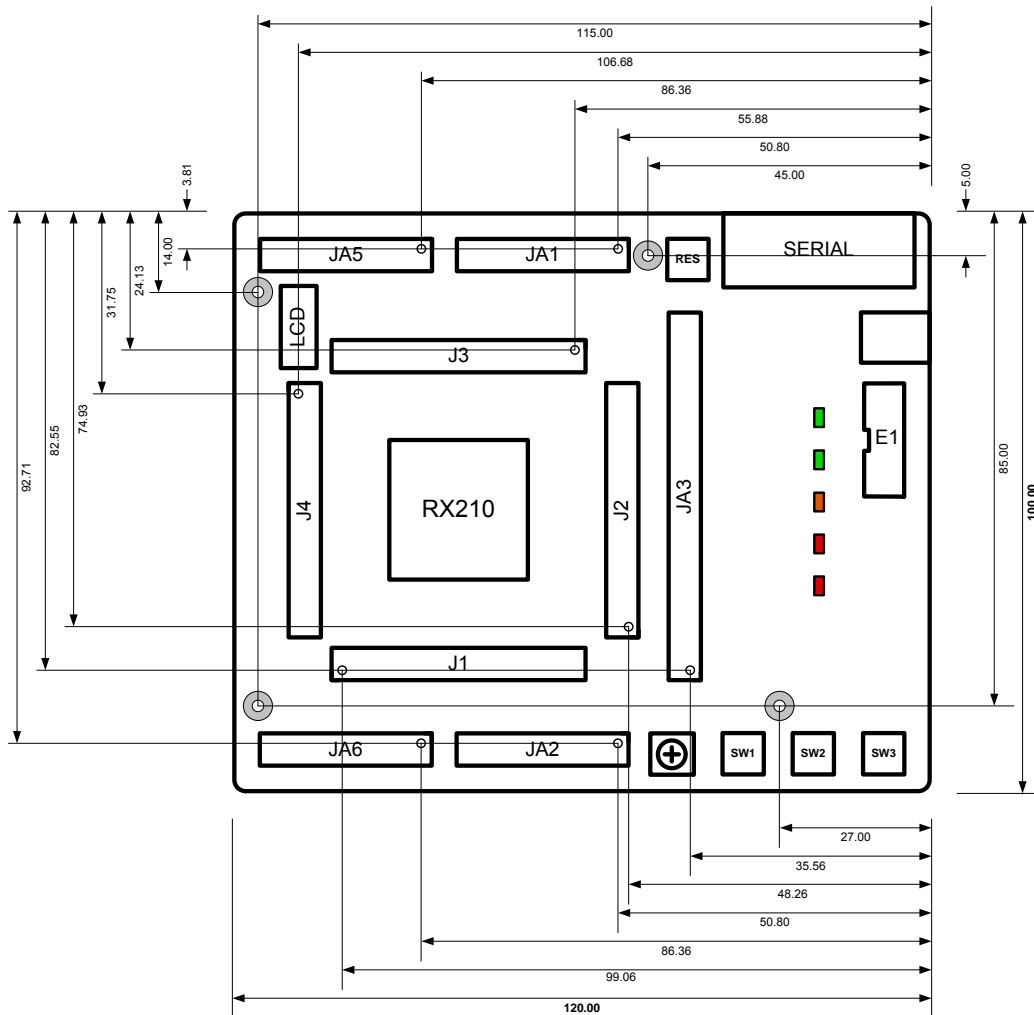 115.00
106.68
86.36
55.88
50.80
45.00
3.81
5.00
14.00
24.13
31.75
74.93
82.55
92.71
85.00
100.00
JA5
JA1
RES
SERIAL
LCD
J3
J4
RX210
J2
JA3
E1
J1
JA6
JA2
SW1
SW2
SW3
27.00
35.56
48.26
50.80
86.36
99.06
120.00